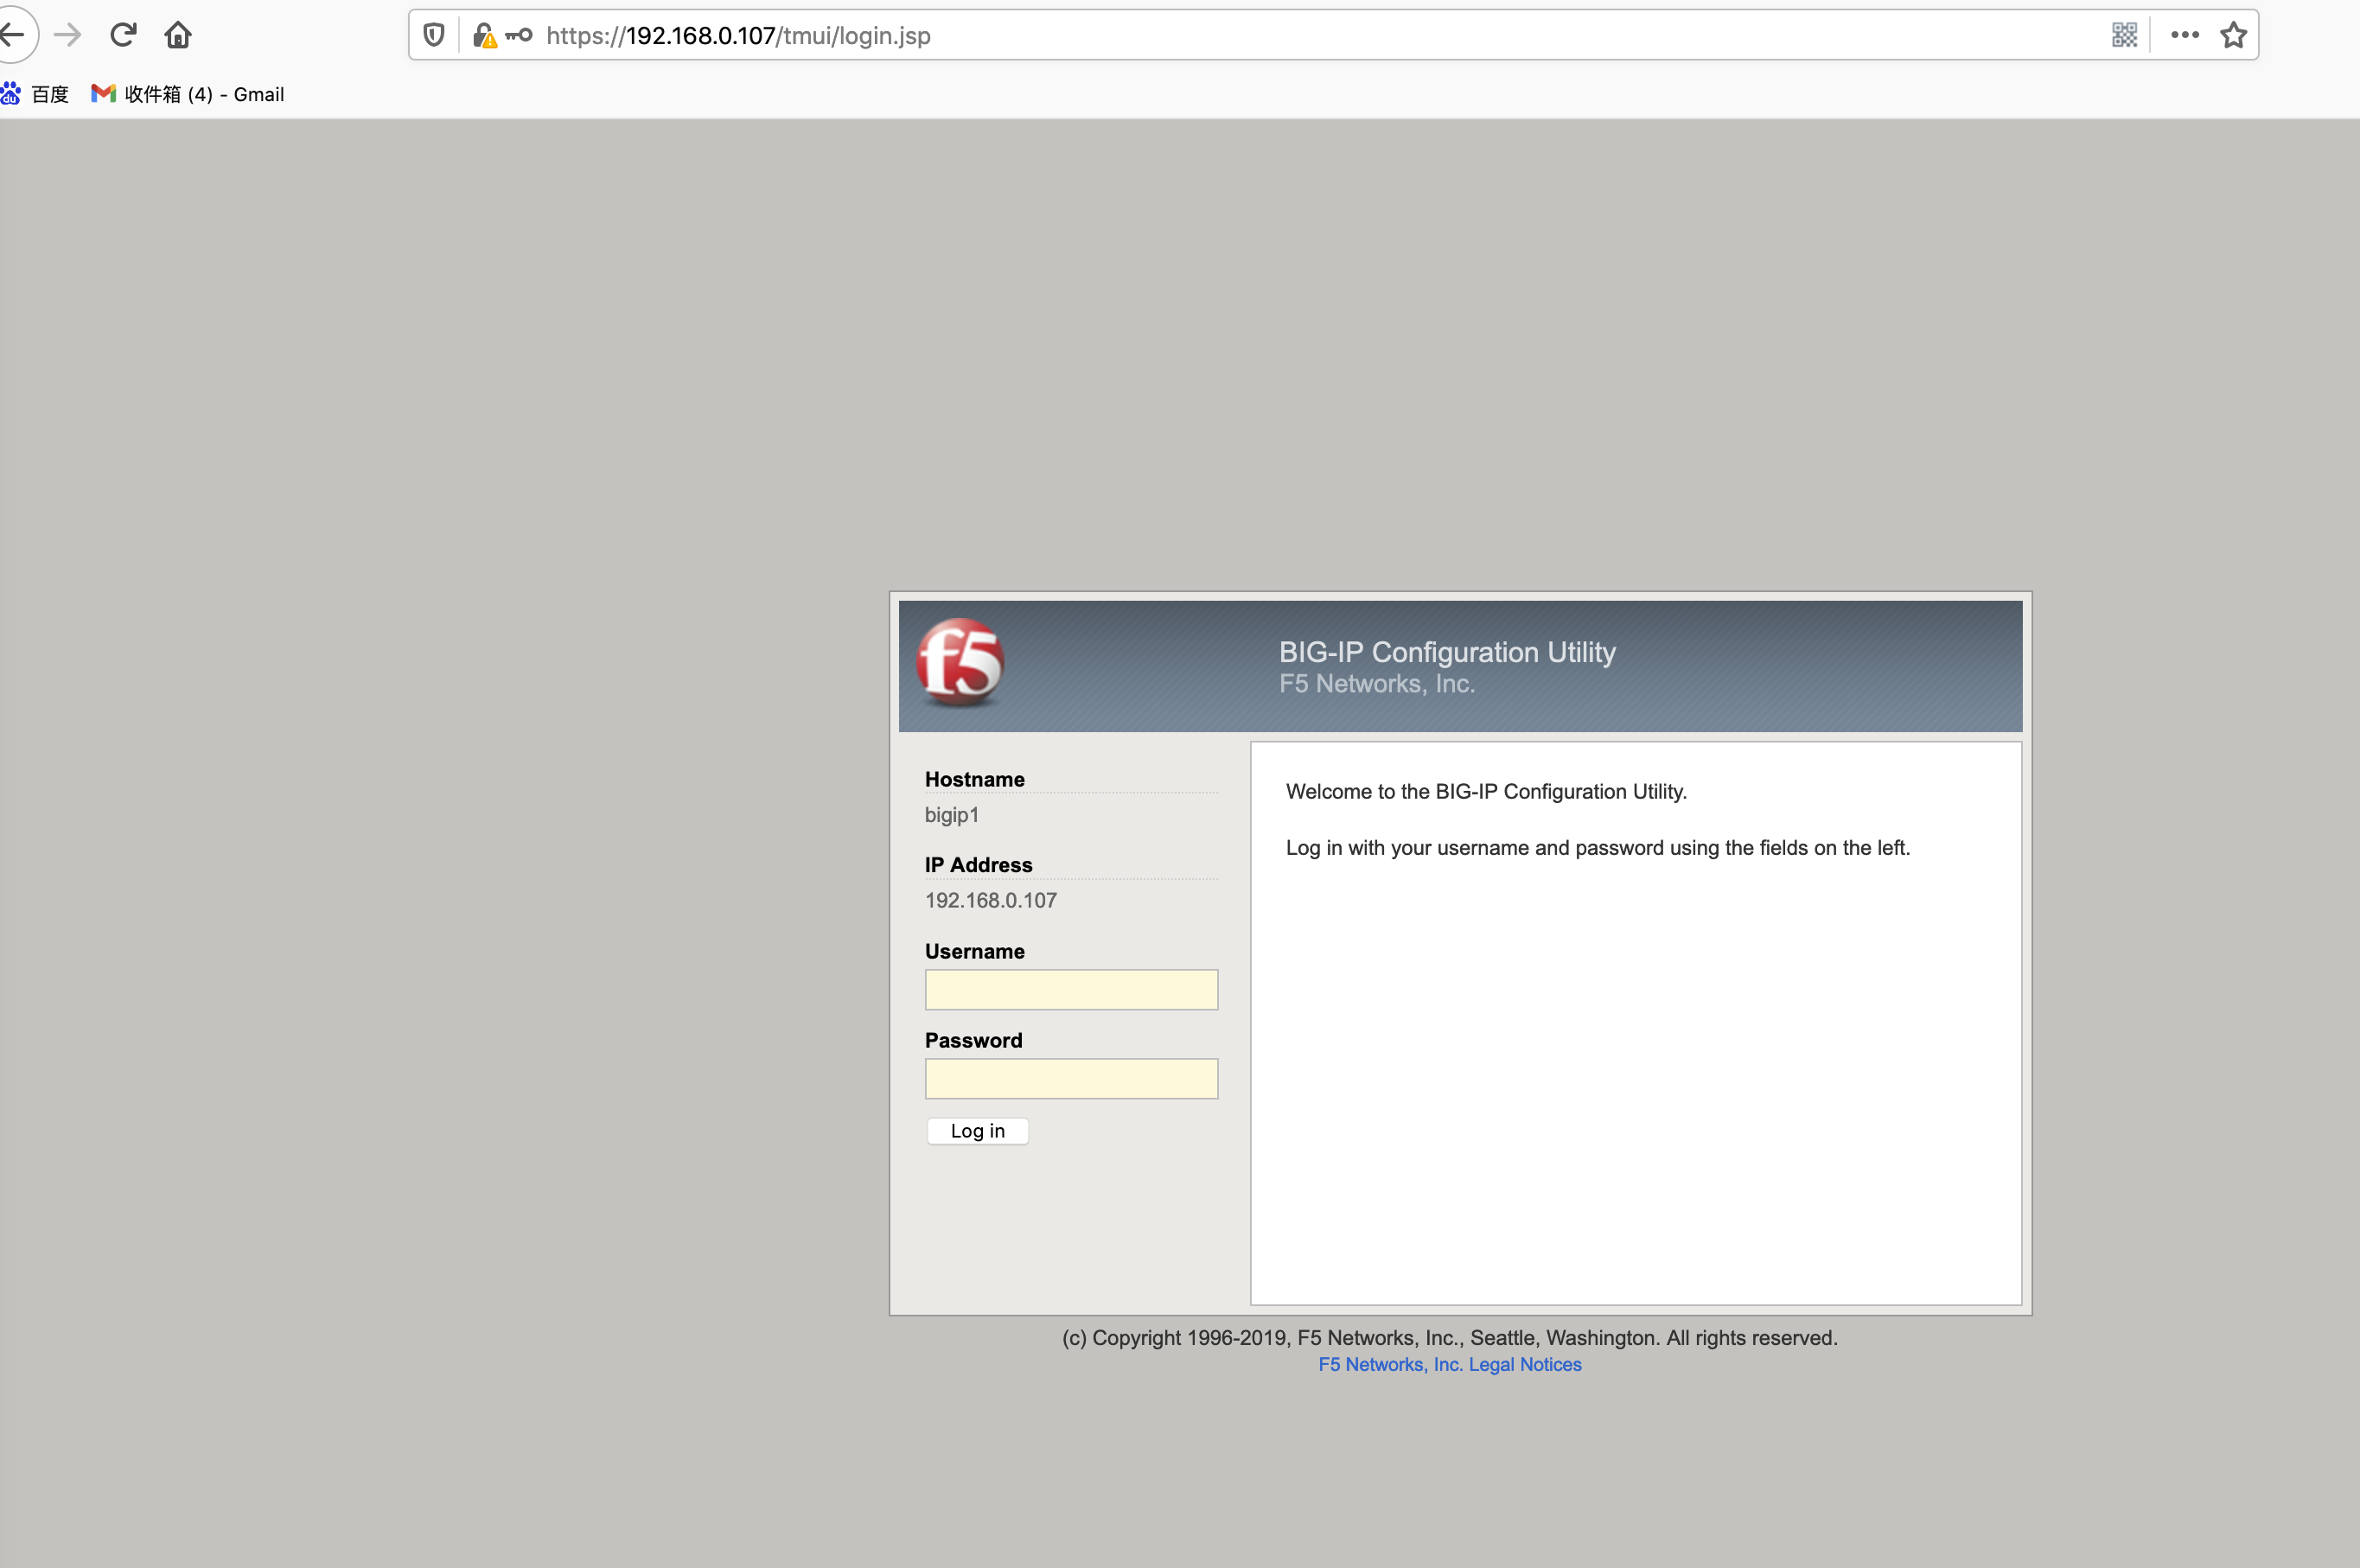 https://192.168.0.107/tmui/login.jsp
百度 收件箱 (4) - Gmail
f5
BIG-IP Configuration Utility
F5 Networks, Inc.
Hostname
bigip1
IP Address
192.168.0.107
Username
Password
Log in
Welcome to the BIG-IP Configuration Utility.
Log in with your username and password using the fields on the left.
(c) Copyright 1996-2019, F5 Networks, Inc., Seattle, Washington. All rights reserved.
F5 Networks, Inc. Legal Notices